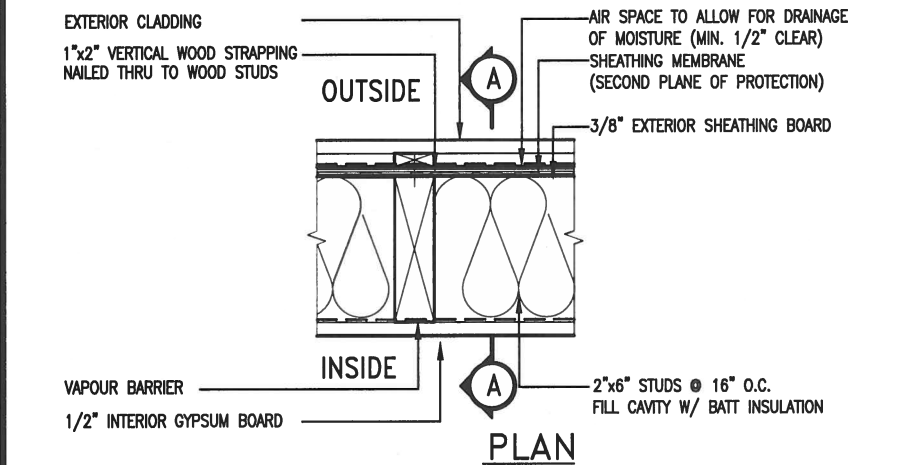 EXTERIOR CLADDING
1"x2" VERTICAL WOOD STRAPPING
NAILED THRU TO WOOD STUDS
OUTSIDE
A
AIR SPACE TO ALLOW FOR DRAINAGE
OF MOISTURE (MIN. 1/2" CLEAR)
SHEATHING MEMBRANE
(SECOND PLANE OF PROTECTION)
3/8" EXTERIOR SHEATHING BOARD
INSIDE
VAPOUR BARRIER
1/2" INTERIOR GYPSUM BOARD
A
2"x6" STUDS @ 16" O.C.
FILL CAVITY W/ BATT INSULATION
PLAN